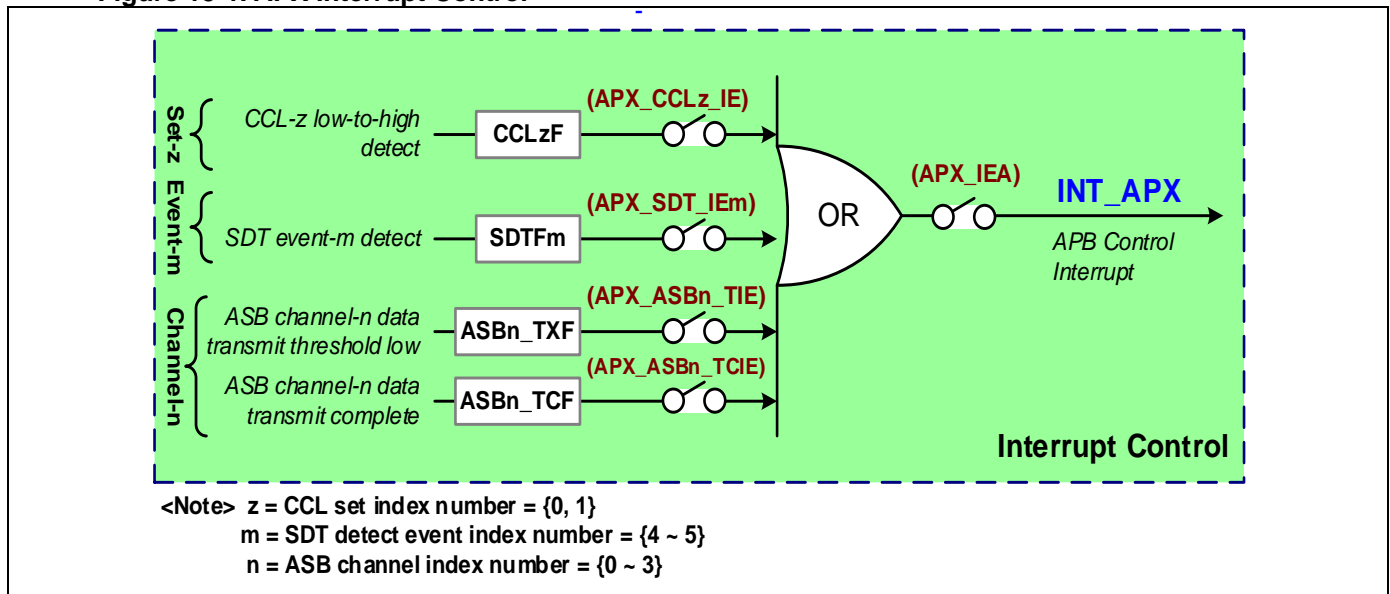 Set-z
CCL-z low-to-high
detect
CCLzF
(APX_CCLz_IE)
Event-m
SDT event-m detect
SDTFm
(APX_SDT_IEm)
Channel-n
ASB channel-n data
transmit threshold low
ASBn_TXF
(APX_ASBn_TIE)
ASB channel-n data
transmit complete
ASBn_TCF
(APX_ASBn_TCIE)
OR
(APX_IEA)
INT_APX
APB Control
Interrupt
Interrupt Control
<Note> z = CCL set index number = {0, 1}
m = SDT detect event index number = {4 ~ 5}
n = ASB channel index number = {0 ~ 3}